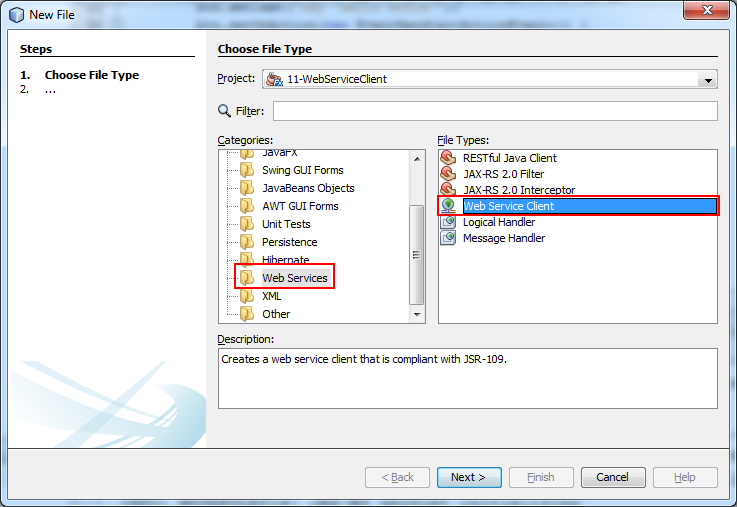 New File
Steps
1. Choose File Type
2. ...
Choose File Type
Project: 11-WebServiceClient
Filter:
Categories:
JavaFX
Swing GUI Forms
JavaBeans Objects
AWT GUI Forms
Unit Tests
Persistence
Hibernate
Web Services
XML
Other
File Types:
RESTful Java Client
JAX-RS 2.0 Filter
JAX-RS 2.0 Interceptor
Web Service Client
Logical Handler
Message Handler
Description:
Creates a web service client that is compliant with JSR-109.
< Back
Next >
Finish
Cancel
Help